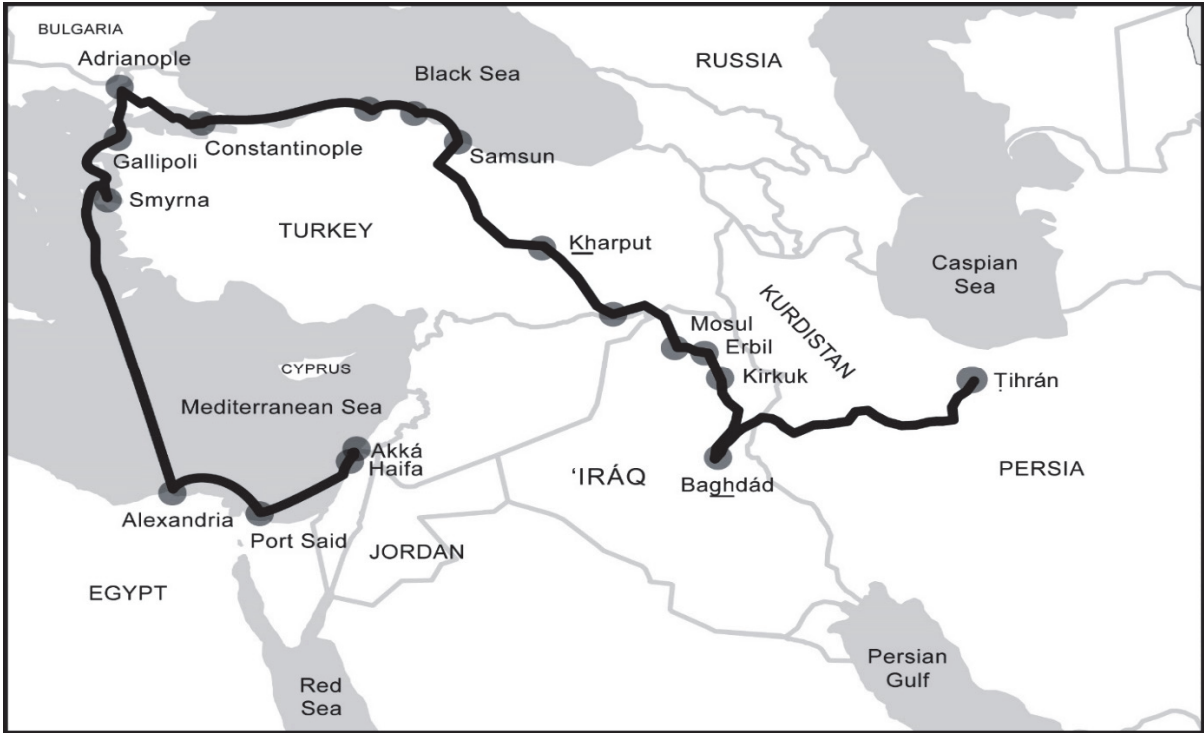 BULGARIA
Adrianople
Black Sea
RUSSIA
Gallipoli
Constantinople
Samsun
Smyrna
TURKEY
Kharput
Caspian
Sea
KURDISTAN
Mosul
Erbil
Kirkuk
CYPRUS
Ṭihrán
Mediterranean Sea
Akká
Haifa
‘IRÁQ
Baghdád
PERSIA
Alexandria
Port Said
JORDAN
EGYPT
Persian
Gulf
Red
Sea